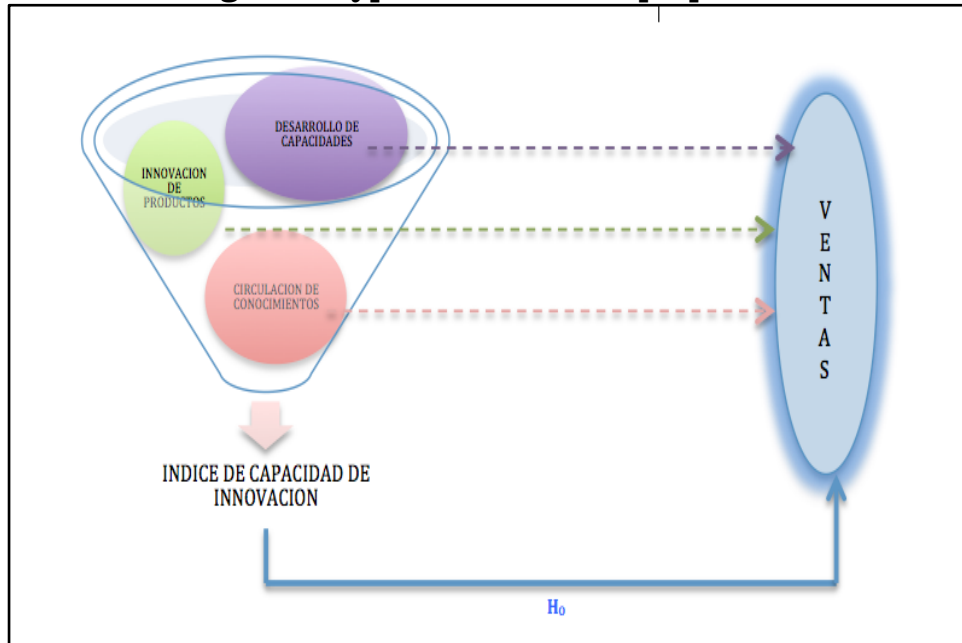 DESARROLLO DE
CAPACIDADES
INNOVACION
DE
PRODUCTOS
CIRCULACION DE
CONOCIMIENTOS
V
E
N
T
A
S
INDICE DE CAPACIDAD DE
INNOVACION
H₀